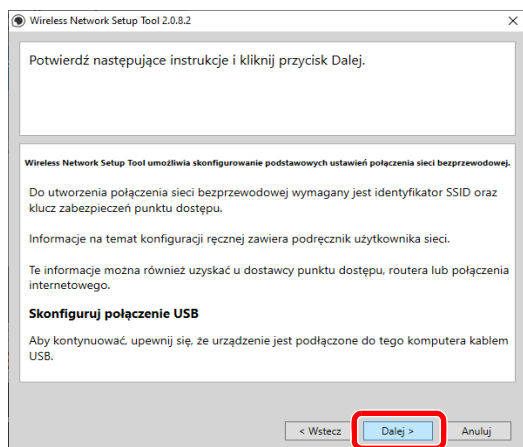 Wireless Network Setup Tool 2.0.8.2
Potwierdź następujące instrukcje i kliknij przycisk Dalej.
Wireless Network Setup Tool umożliwia skonfigurowanie podstawowych ustawień połączenia sieci bezprzewodowej.
Do utworzenia połączenia sieci bezprzewodowej wymagany jest identyfikator SSID oraz
klucz zabezpieczeń punktu dostępu.
Informacje na temat konfiguracji ręcznej zawiera podręcznik użytkownika sieci.
Te informacje można również uzyskać u dostawcy punktu dostępu, routera lub połączenia
internetowego.
Skonfiguruj połączenie USB
Aby kontynuować, upewnij się, że urządzenie jest podłączone do tego komputera kablem
USB.
< Wstecz Dalej > Anuluj